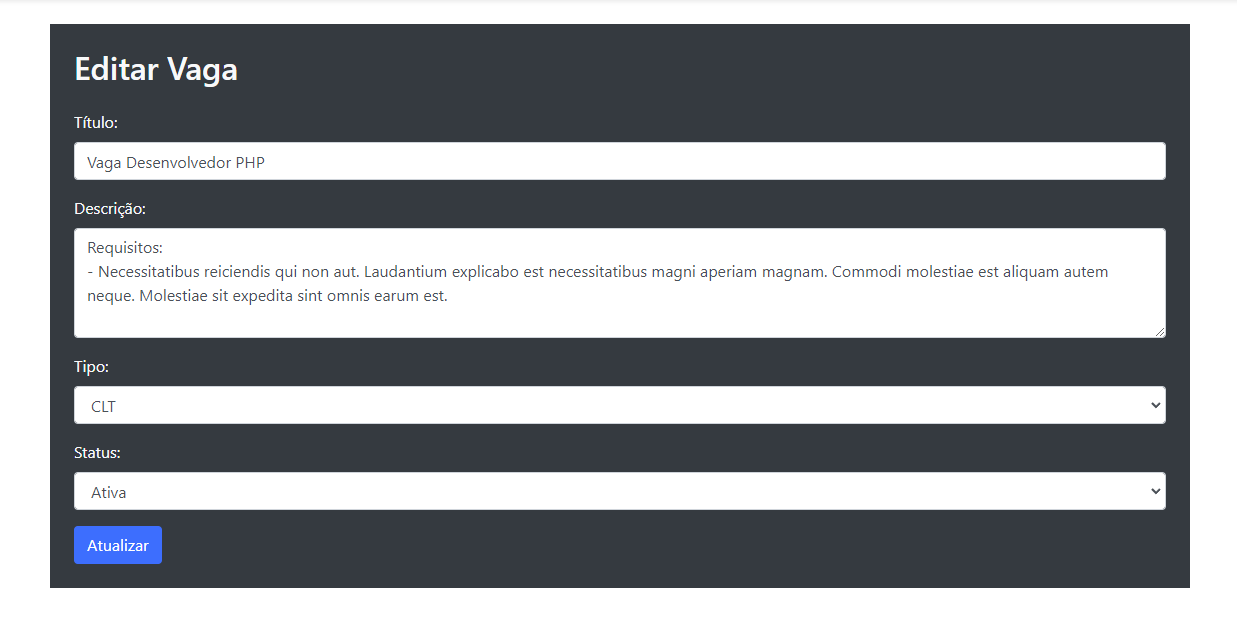 Editar Vaga
Título:
Vaga Desenvolvedor PHP
Descrição:
Requisitos:
- Necessitatibus reiciendis qui non aut. Laudantium explicabo est necessitatibus magni aperiam magnam. Commodi molestiae est aliquam autem
neque. Molestiae sit expedita sint omnis earum est.
Tipo:
CLT
Status:
Ativa
Atualizar